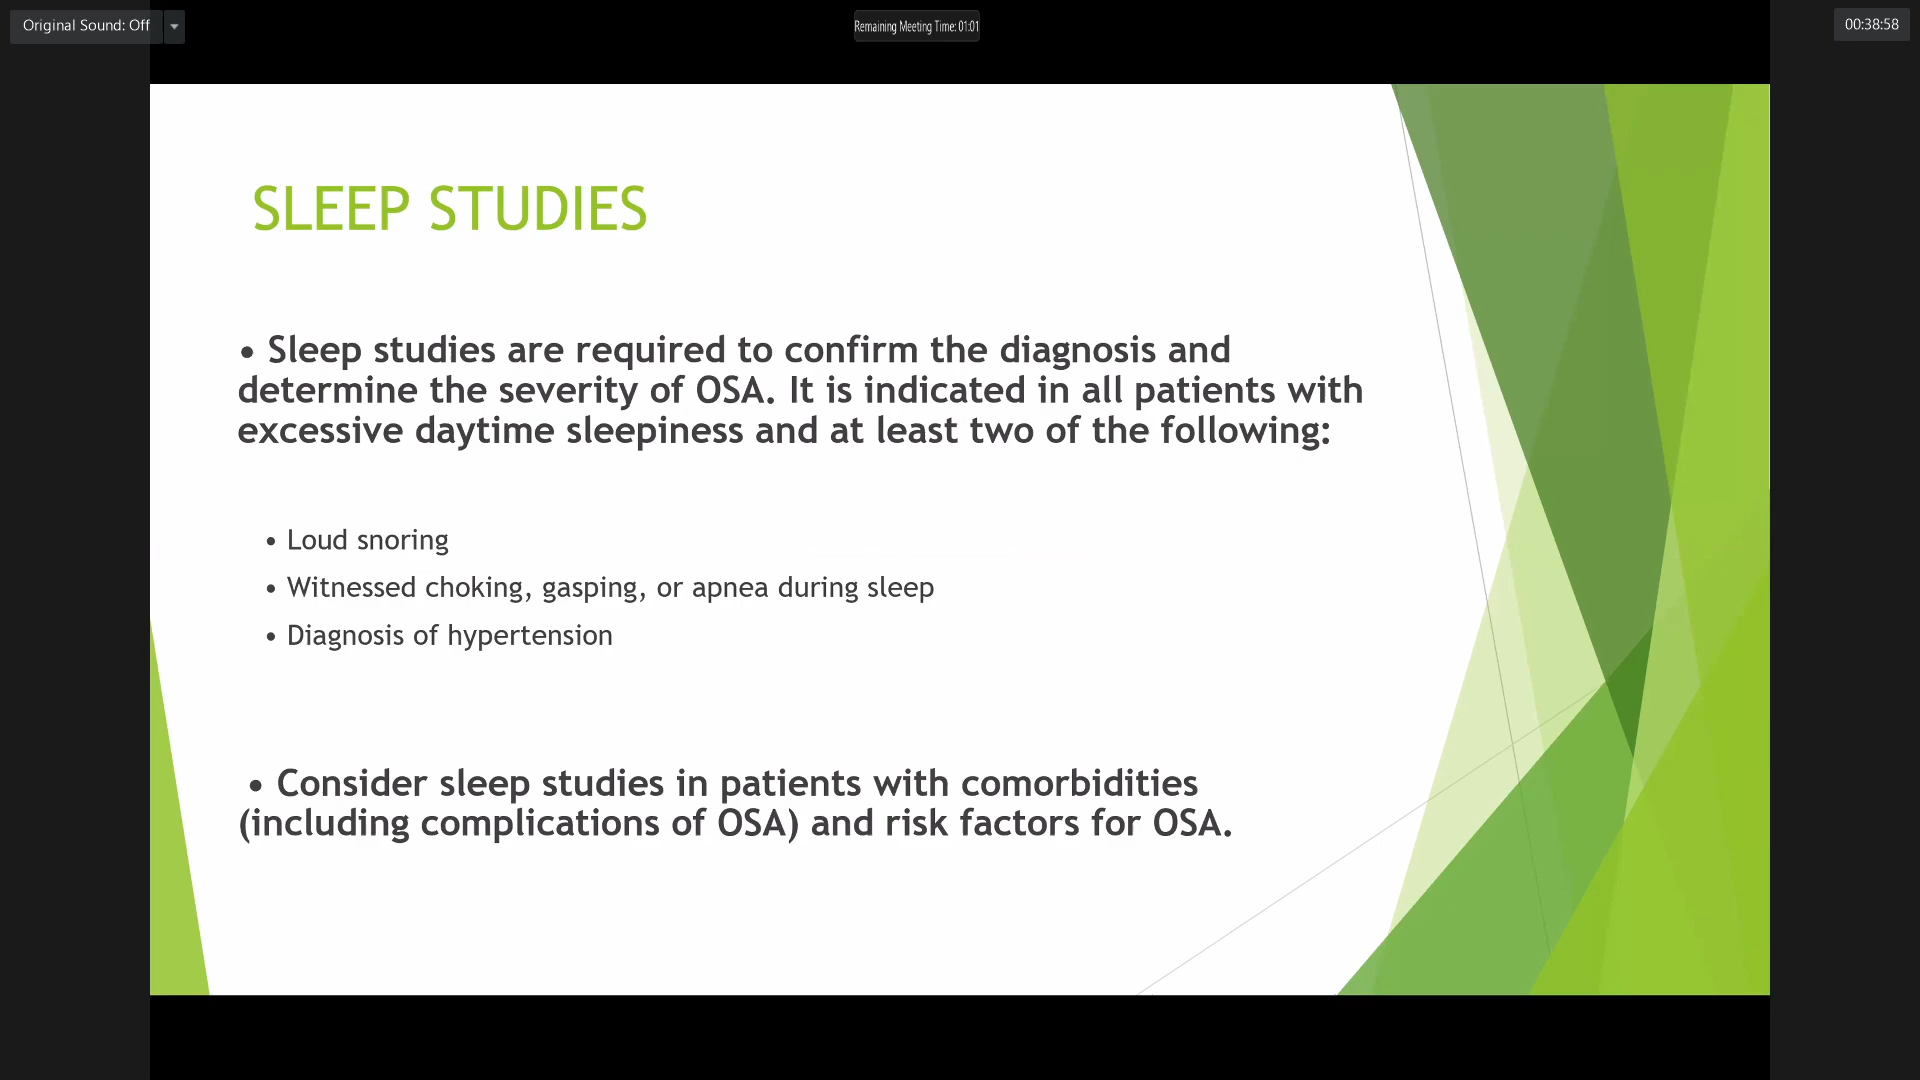 Original Sound: Off
Remaining Meeting Time: 01:01
00:38:58
SLEEP STUDIES
• Sleep studies are required to confirm the diagnosis and
determine the severity of OSA. It is indicated in all patients with
excessive daytime sleepiness and at least two of the following:
• Loud snoring
• Witnessed choking, gasping, or apnea during sleep
• Diagnosis of hypertension
• Consider sleep studies in patients with comorbidities
(including complications of OSA) and risk factors for OSA.